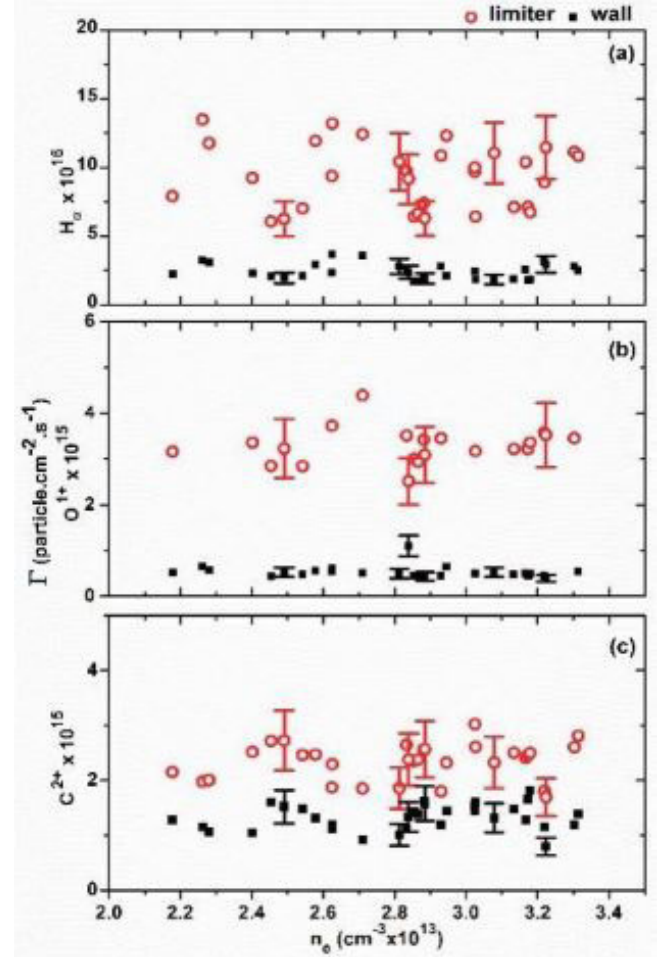 limiter wall
20
(a)
15
Hα x 10¹⁶
10
5
0
6
(b)
4
Γ (particle.cm⁻².s⁻¹)
O¹⁺ x 10¹⁵
2
0
(c)
4
C²⁺ x 10¹⁵
2
0
2.0 2.2 2.4 2.6 2.8 3.0 3.2 3.4
nₑ (cm⁻³x10¹³)